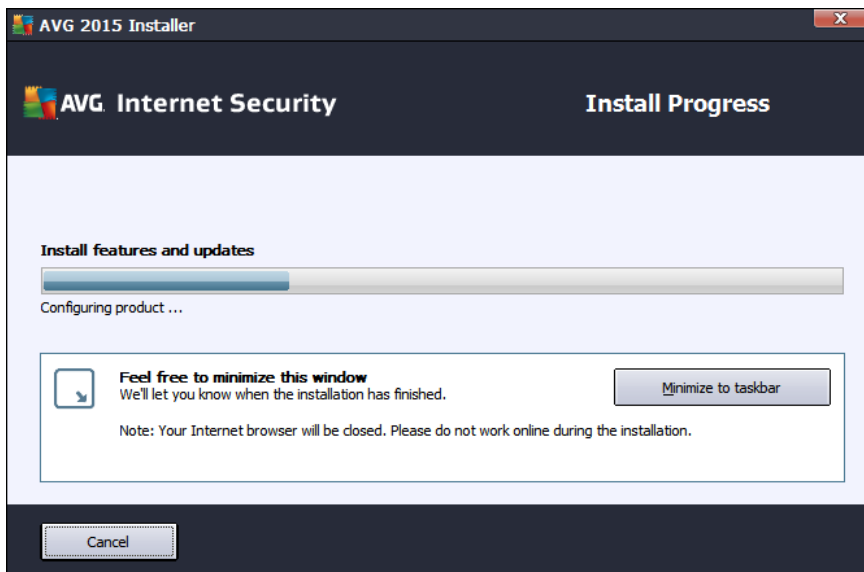 AVG 2015 Installer
AVG Internet Security
Install Progress
Install features and updates
Configuring product ...
Feel free to minimize this window
We'll let you know when the installation has finished.
Minimize to taskbar
Note: Your Internet browser will be closed. Please do not work online during the installation.
Cancel